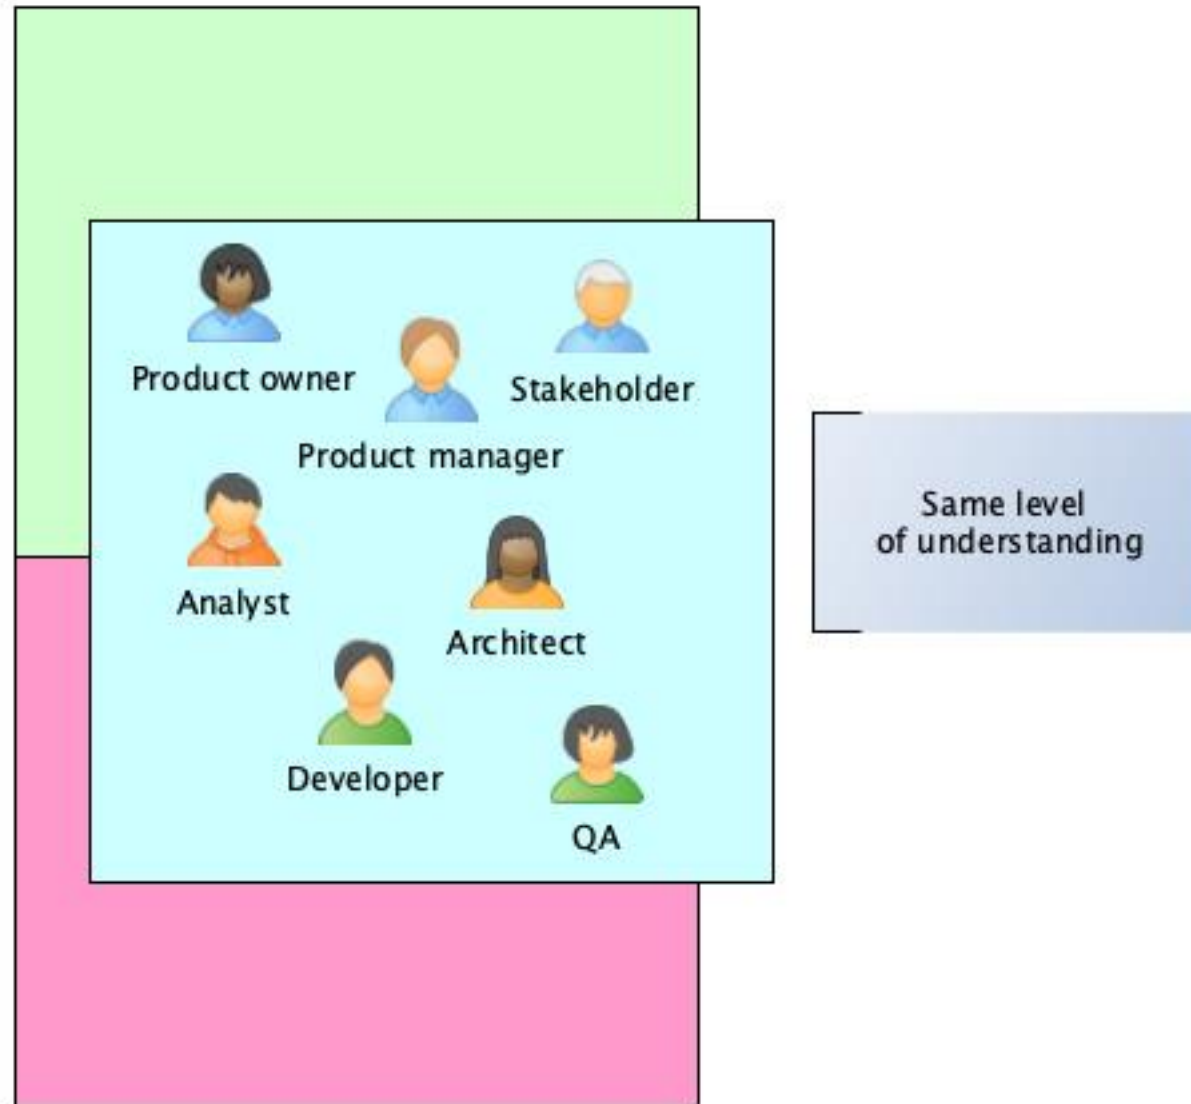 Product owner
Stakeholder
Product manager
Same level
of understanding
Analyst
Architect
Developer
QA